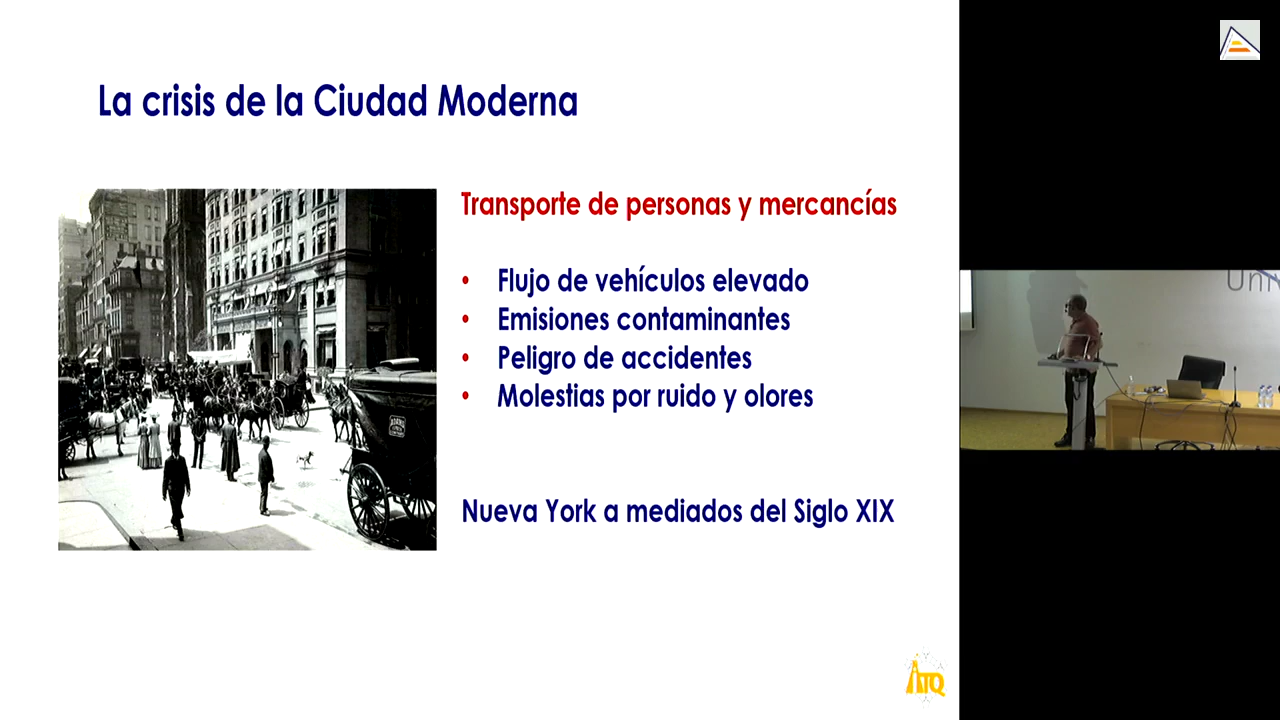 La crisis de la Ciudad Moderna
Transporte de personas y mercancías
• Flujo de vehículos elevado
• Emisiones contaminantes
• Peligro de accidentes
• Molestias por ruido y olores
Nueva York a mediados del Siglo XIX
ATQ